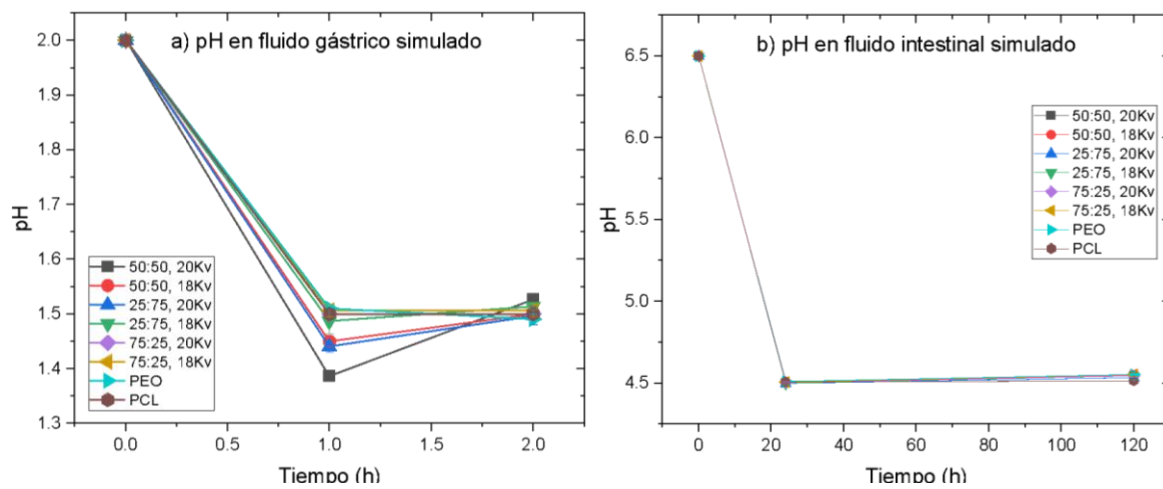 a) pH en fluido gástrico simulado
2.0
1.9
1.8
1.7
1.6
1.5
1.4
1.3
pH
50:50, 20Kv
50:50, 18Kv
25:75, 20Kv
25:75, 18Kv
75:25, 20Kv
75:25, 18Kv
PEO
PCL
0.0 0.5 1.0 1.5 2.0
Tiempo (h)
b) pH en fluido intestinal simulado
6.5
6.0
5.5
5.0
4.5
pH
50:50, 20Kv
50:50, 18Kv
25:75, 20Kv
25:75, 18Kv
75:25, 20Kv
75:25, 18Kv
PEO
PCL
0 20 40 60 80 100 120
Tiempo (h)